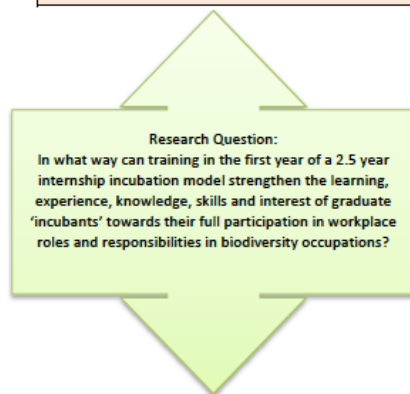 Research Question:
In what way can training in the first year of a 2.5 year
internship incubation model strengthen the learning,
experience, knowledge, skills and interest of graduate
‘incubants’ towards their full participation in workplace
roles and responsibilities in biodiversity occupations?